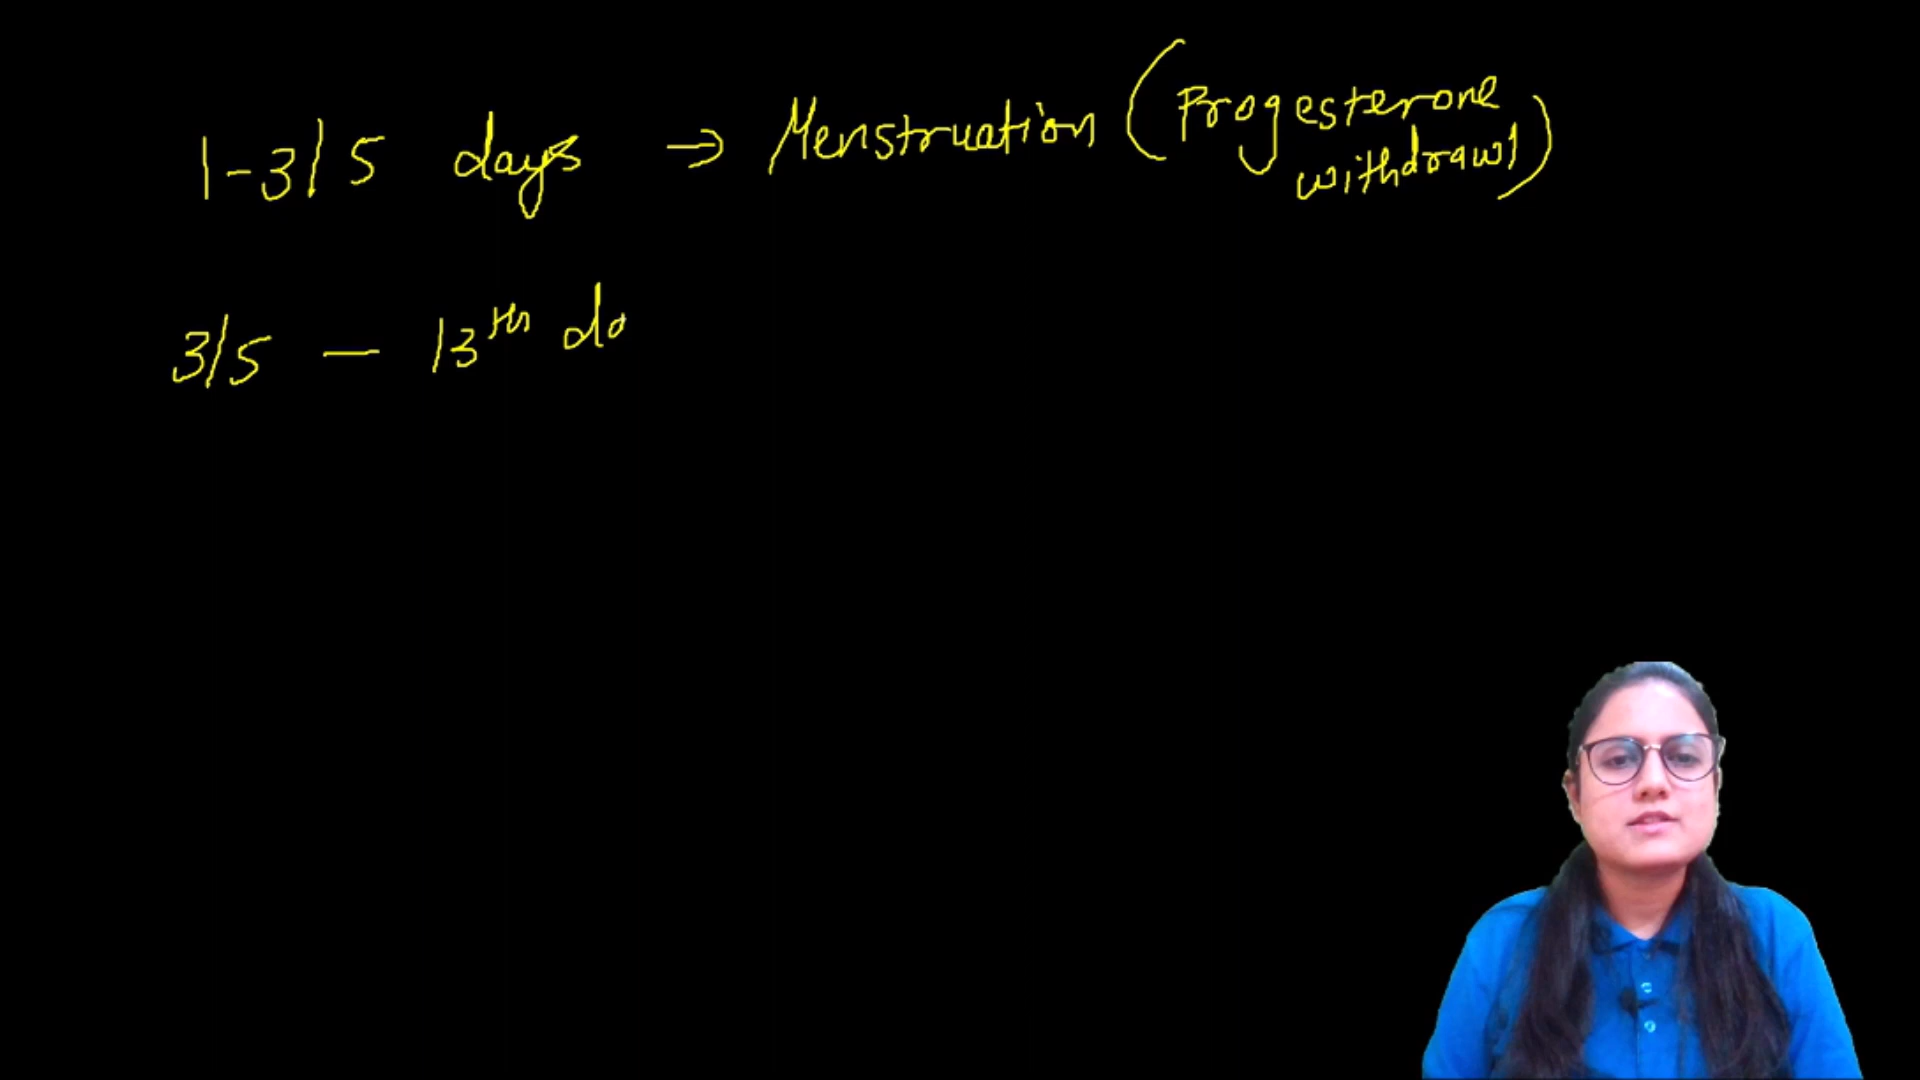 1-3/5 days → Menstruation (Progesterone
withdrawl)
3/5 — 13th da